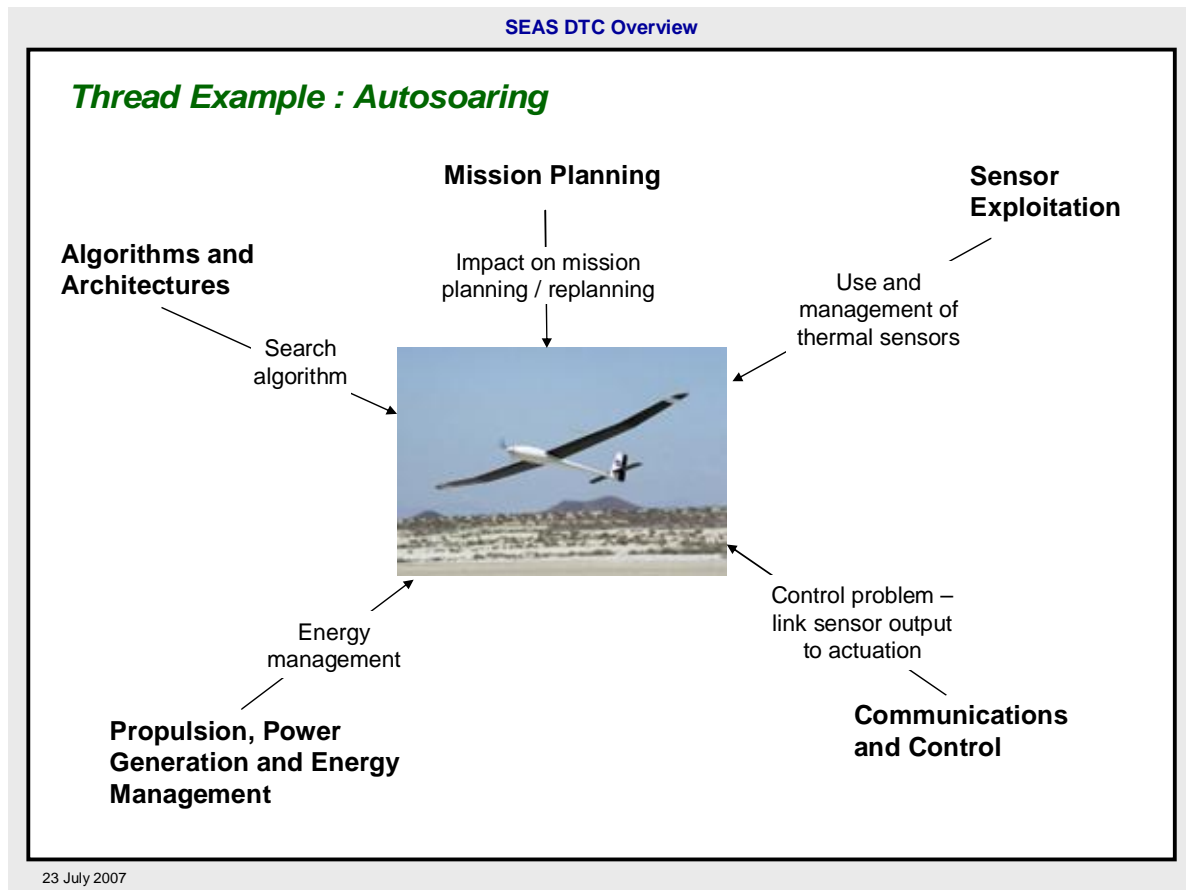 SEAS DTC Overview
Thread Example : Autosoaring
Mission Planning
Impact on mission
planning / replanning
Sensor
Exploitation
Use and
management of
thermal sensors
Algorithms and
Architectures
Search
algorithm
Energy
management
Propulsion, Power
Generation and Energy
Management
Control problem –
link sensor output
to actuation
Communications
and Control
23 July 2007